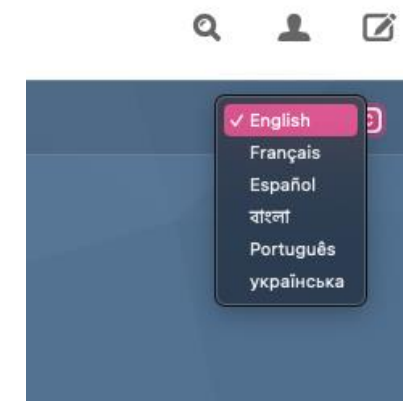 ✓ English
Français
Español
বাংলা
Português
українська